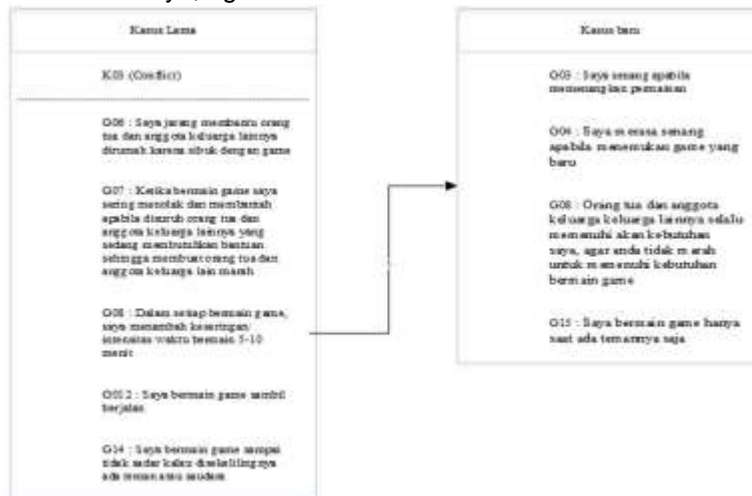 Kasus Lama
K03 (Conflict)
G06 : Saya jarang membantu orang
tua dan anggota keluarga lainnya
dirumah karena sibuk dengan game
G07 : Ketika bermain game saya
sering menolak dan membantah
apabila disuruh orang tua dan
anggota keluarga lainnya yang
sedang membutuhkan bantuan
sehingga membuat orang tua dan
anggota keluarga lain marah
G08 : Dalam setiap bermain game,
saya menambah keseringan/
intensitas waktu bermain 5-10
menit
G012 : Saya bermain game sambil
berjalan
G14 : Saya bermain game sampai
tidak sadar kalau disekelilingnya
ada teman atau saudara
Kasus baru
G03 : Saya senang apabila
memenangkan permainan
G04 : Saya merasa senang
apabila menemukan game yang
baru
G08 : Orang tua dan anggota
keluarga keluarga lainnya selalu
memenuhi akan kebutuhan
saya, agar anda tidak marah
untuk memenuhi kebutuhan
bermain game
G15 : Saya bermain game hanya
saat ada temannya saja